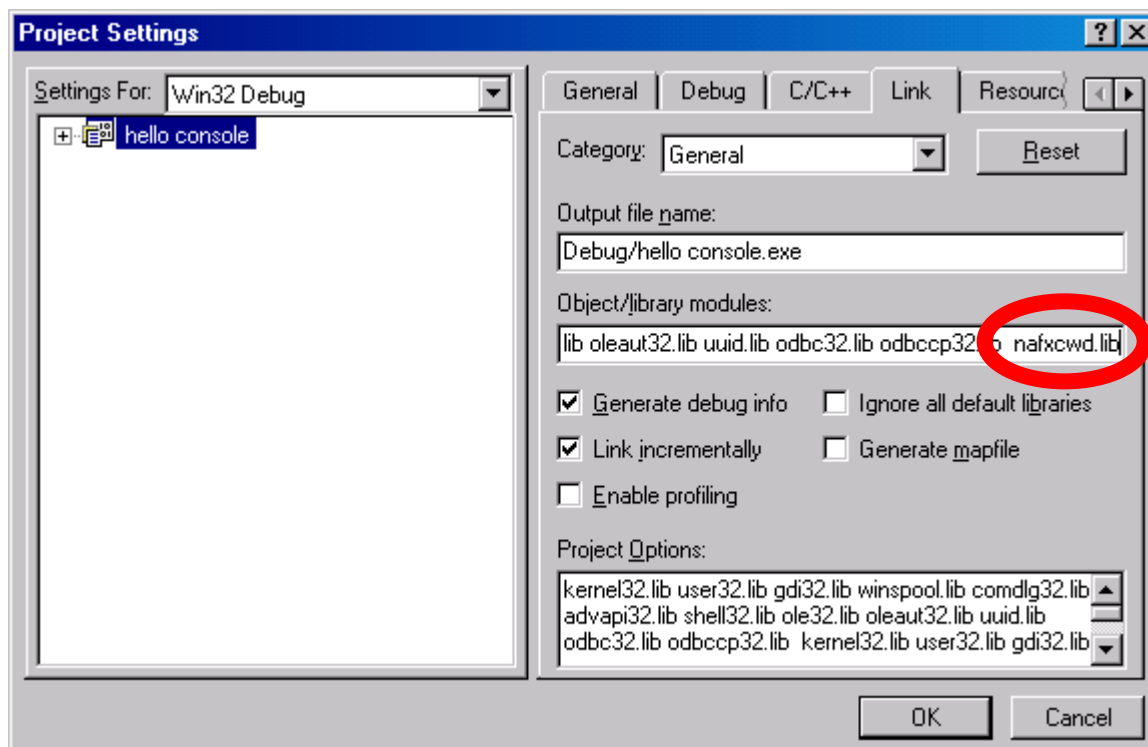 Project Settings
Settings For: Win32 Debug
hello console
General Debug C/C++ Link
Category: General Reset
Output file name:
Debug/hello console.exe
Object/library modules:
lib oleaut32.lib uuid.lib odbc32.lib nafxcwd.lib
Generate debug info Ignore all default libraries
Link incrementally Generate mapfile
Enable profiling
Project Options:
kernel32.lib user32.lib gdi32.lib winspool.lib comdlg32.lib
advapi32.lib shell32.lib ole32.lib oleaut32.lib uuid.lib
odbc32.lib odbccp32.lib kernel32.lib user32.lib gdi32.lib
OK Cancel